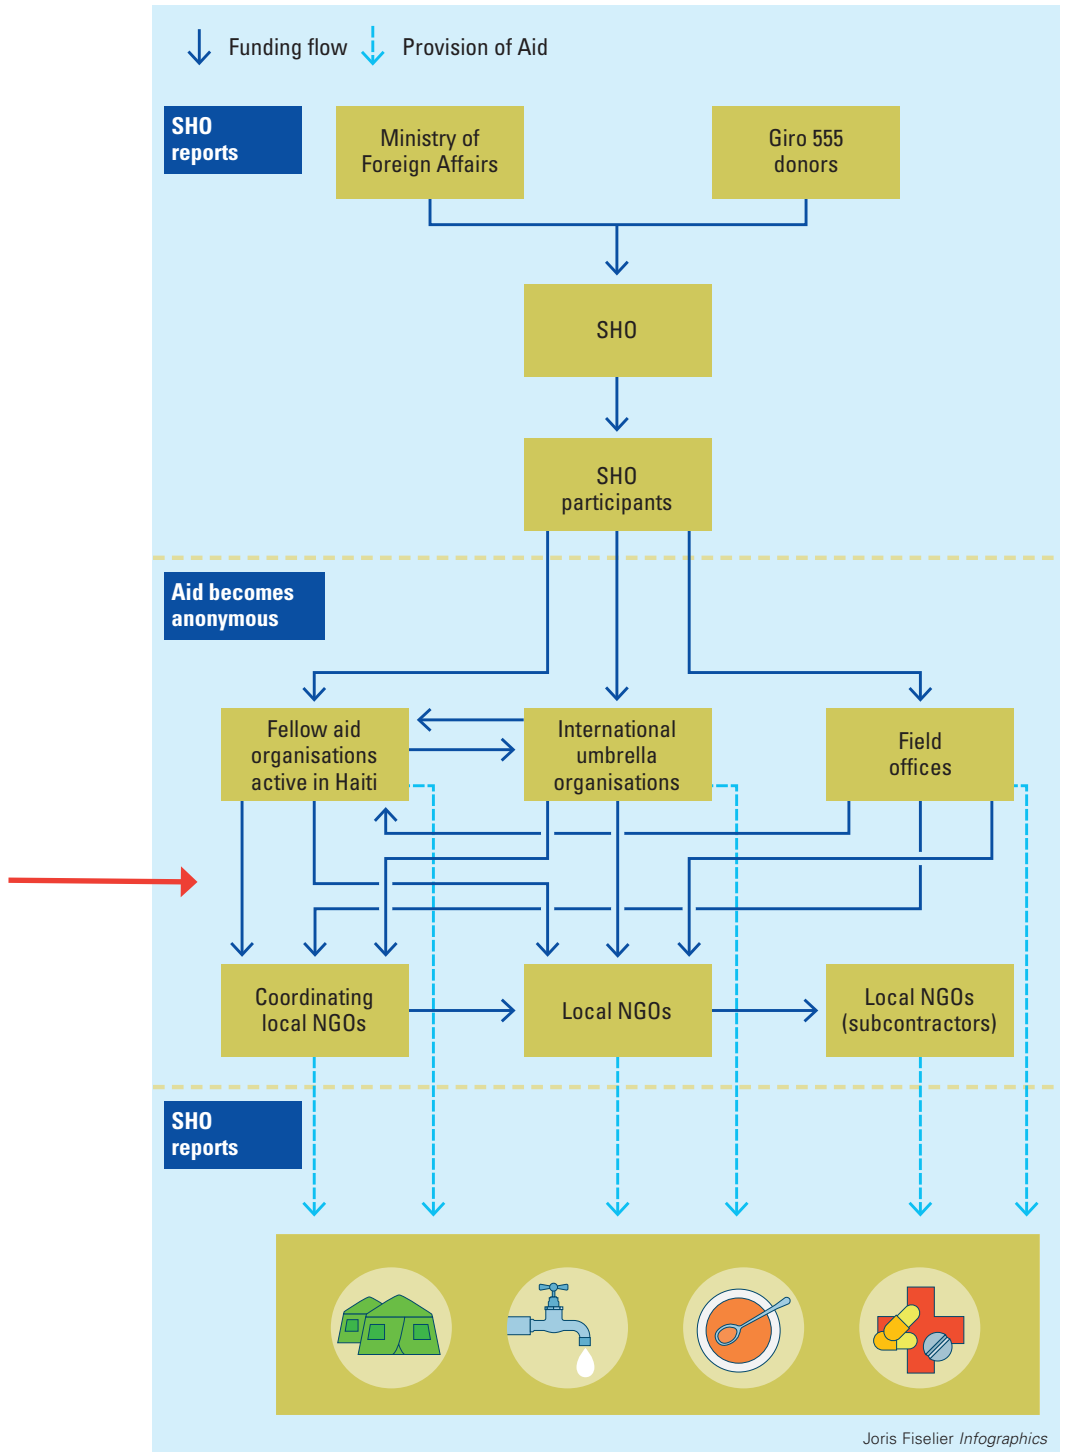 Funding flow
Provision of Aid
SHO
reports
Ministry of
Foreign Affairs
Giro 555
donors
SHO
SHO
participants
Aid becomes
anonymous
Fellow aid
organisations
active in Haiti
International
umbrella
organisations
Field
offices
Coordinating
local NGOs
Local NGOs
Local NGOs
(subcontractors)
SHO
reports
Joris Fiselier Infographics